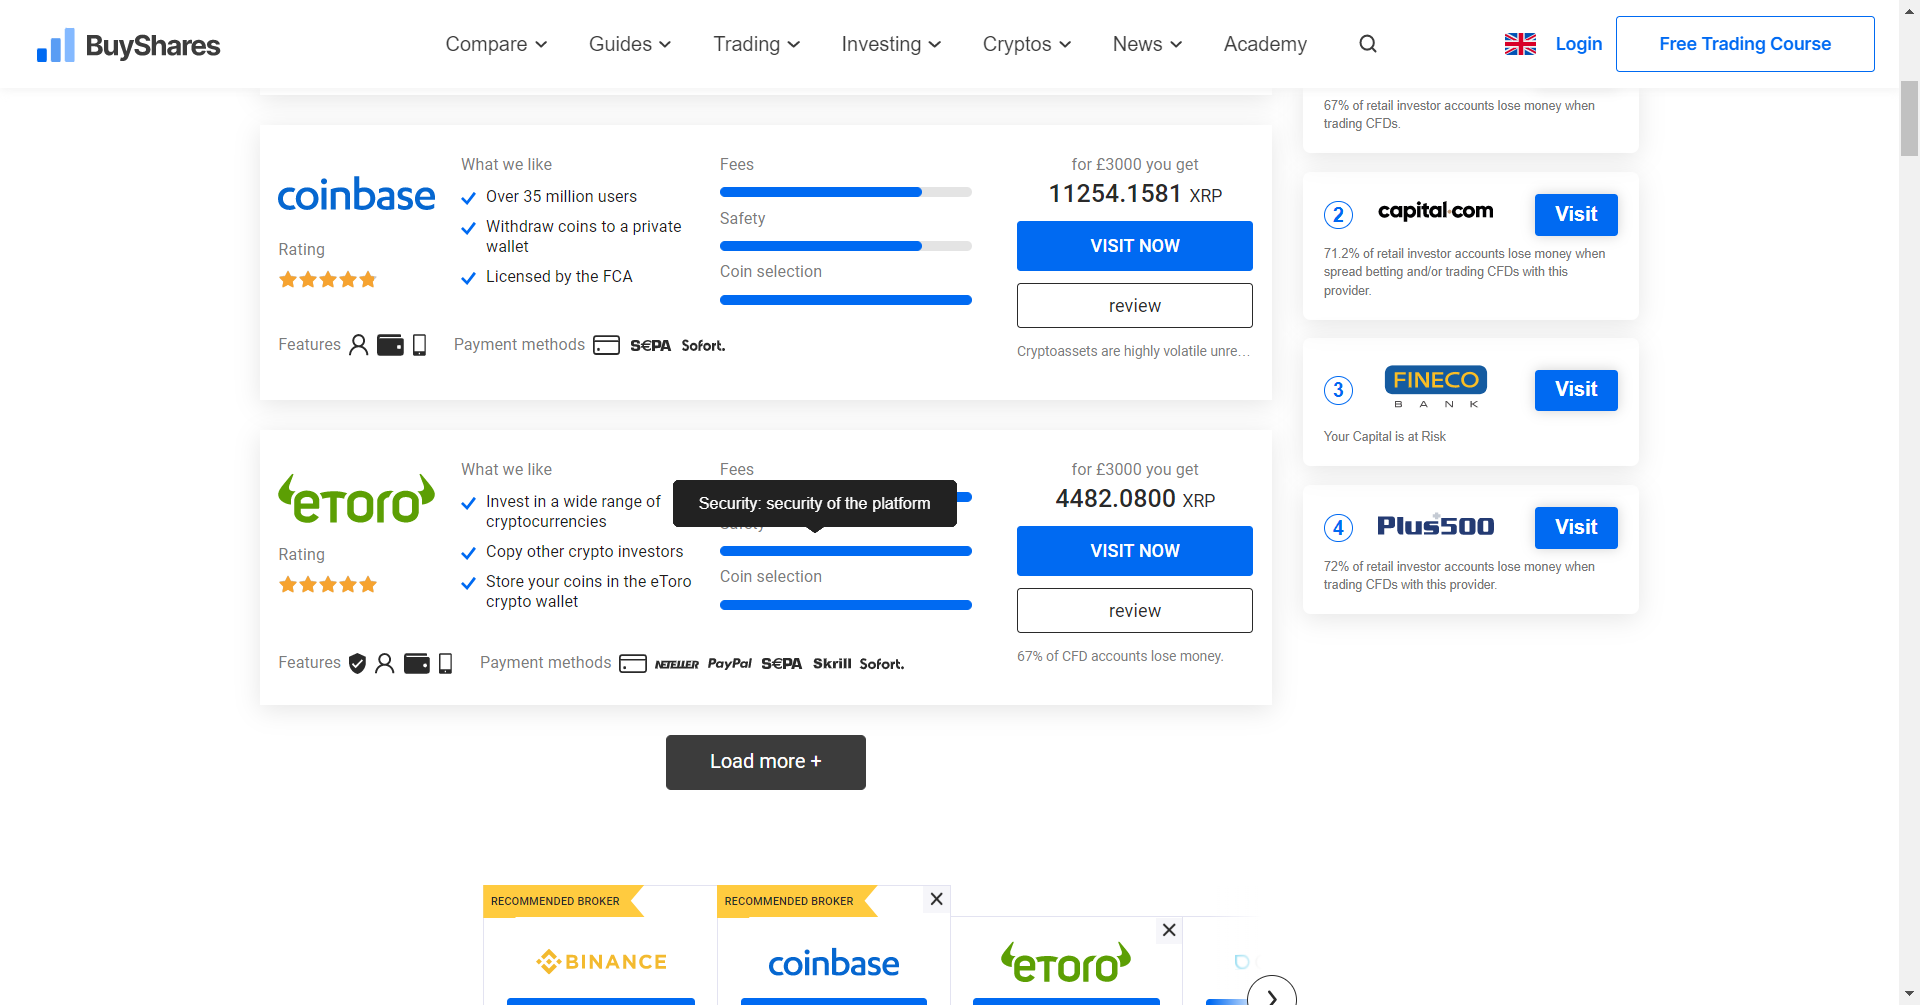 BuyShares
Compare
Guides
Trading
Investing
Cryptos
News
Academy
Login
Free Trading Course
67% of retail investor accounts lose money when
trading CFDs.
coinbase
Rating
What we like
Over 35 million users
Withdraw coins to a private
wallet
Licensed by the FCA
Fees
Safety
Coin selection
for £3000 you get
11254.1581 XRP
VISIT NOW
review
Cryptoassets are highly volatile unre...
Features
Payment methods
S€PA
Sofort.
2
capital.com
Visit
71.2% of retail investor accounts lose money when
spread betting and/or trading CFDs with this
provider.
3
FINECO
BANK
Visit
Your Capital is at Risk
4
Plus500
Visit
72% of retail investor accounts lose money when
trading CFDs with this provider.
eToro
Rating
What we like
Invest in a wide range of
cryptocurrencies
Copy other crypto investors
Store your coins in the eToro
crypto wallet
Fees
Security: security of the platform
Safety
Coin selection
for £3000 you get
4482.0800 XRP
VISIT NOW
review
67% of CFD accounts lose money.
Features
Payment methods
NETELLER
PayPal
S€PA
Skrill
Sofort.
Load more +
RECOMMENDED BROKER
BINANCE
RECOMMENDED BROKER
coinbase
eToro